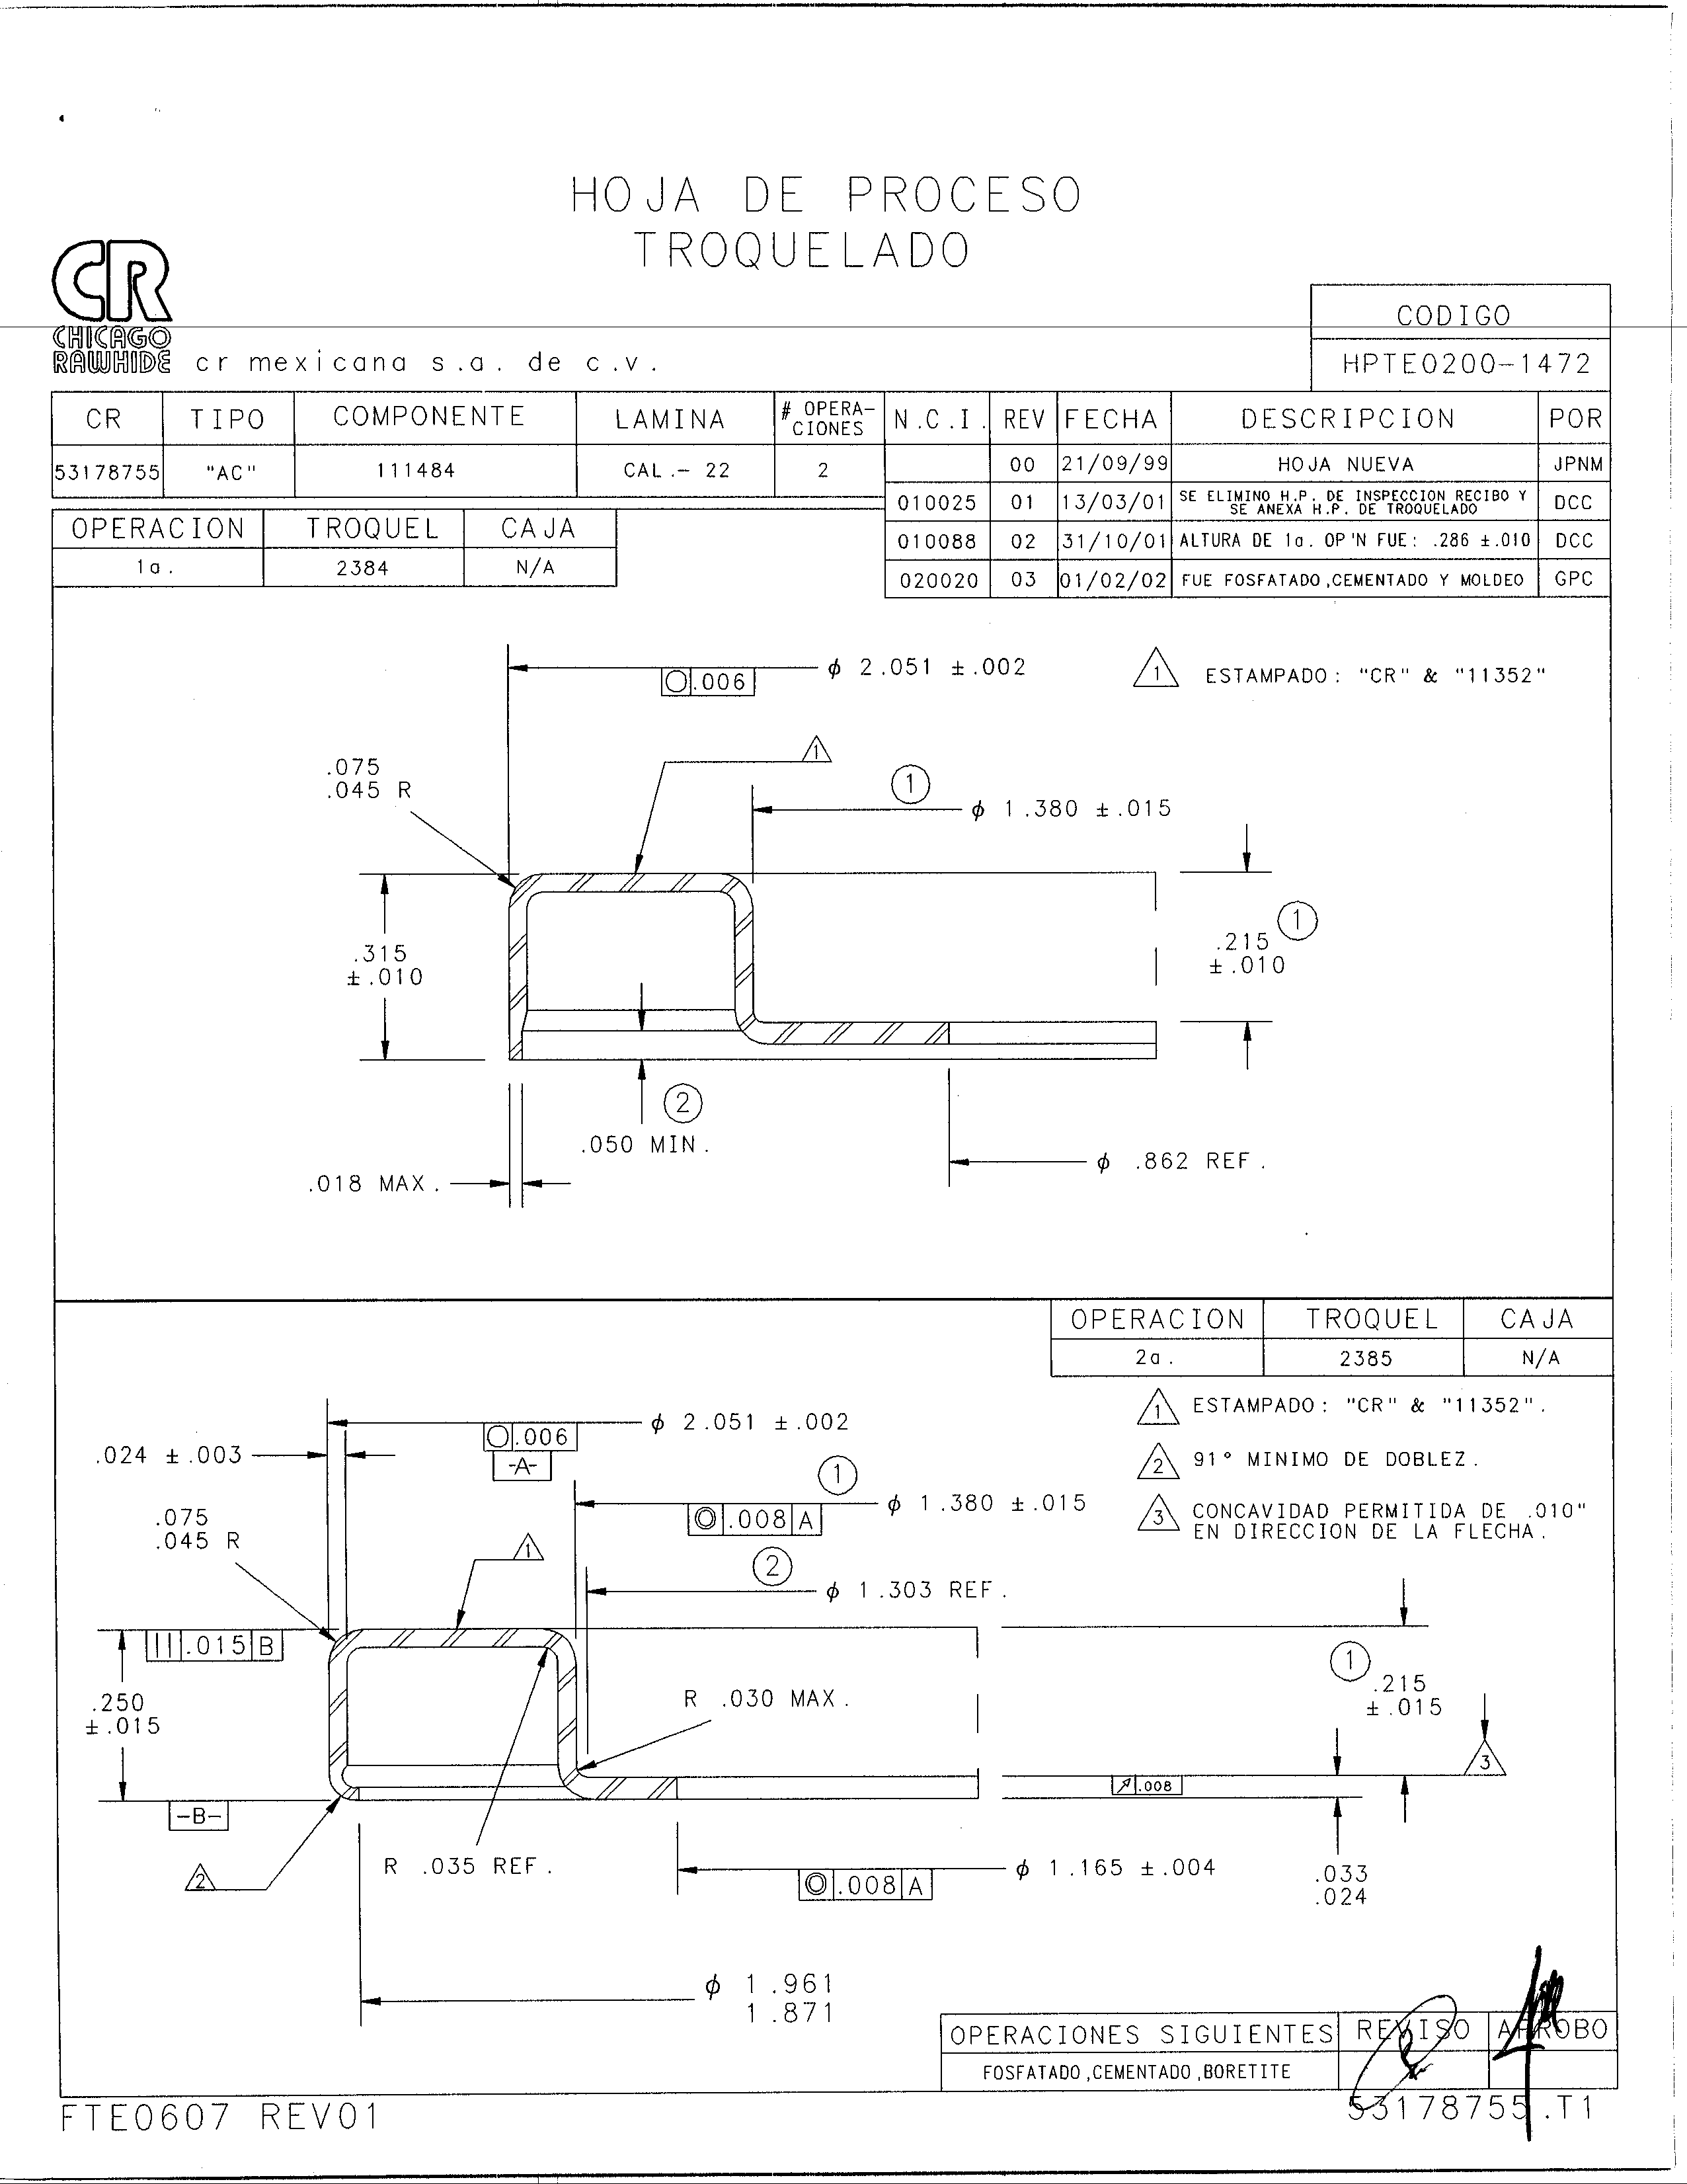 HOJA DE PROCESO
TROQUELADO
CR
CHICAGO
RAWHIDE
cr mexicana s.a. de c.v.
CODIGO
HPTE0200-1472
CR TIPO COMPONENTE LAMINA # OPERA-CIONES N.C.I. REV FECHA DESCRIPCION POR
53178755 "AC" 111484 CAL.- 22 2
00 21/09/99 HOJA NUEVA JPNM
010025 01 13/03/01 SE ELIMINO H.P. DE INSPECCION RECIBO Y
SE ANEXA H.P. DE TROQUELADO DCC
010088 02 31/10/01 ALTURA DE 1a. OP'N FUE: .286 ±.010 DCC
020020 03 01/02/02 FUE FOSFATADO,CEMENTADO Y MOLDEO GPC
OPERACION TROQUEL CAJA
1a. 2384 N/A
φ 2.051 ±.002
○ .006
1 ESTAMPADO: "CR" & "11352"
1
.075
.045 R
1
φ 1.380 ±.015
.315
±.010
1
.215
±.010
2
.050 MIN.
φ .862 REF.
.018 MAX.
OPERACION TROQUEL CAJA
2a. 2385 N/A
1 ESTAMPADO: "CR" & "11352".
2 91° MINIMO DE DOBLEZ.
3 CONCAVIDAD PERMITIDA DE .010"
EN DIRECCION DE LA FLECHA.
φ 2.051 ±.002
○ .006
-A-
.024 ±.003
1
φ 1.380 ±.015
◎ .008 A
.075
.045 R
1
2
φ 1.303 REF.
|| .015 B
.250
±.015
R .030 MAX.
1
.215
±.015
3
↗ .008
-B-
2
R .035 REF.
φ 1.165 ±.004
◎ .008 A
.033
.024
φ 1.961
1.871
OPERACIONES SIGUIENTES REVISO APROBO
FOSFATADO,CEMENTADO,BORETITE
FTE0607 REV01
53178755.T1